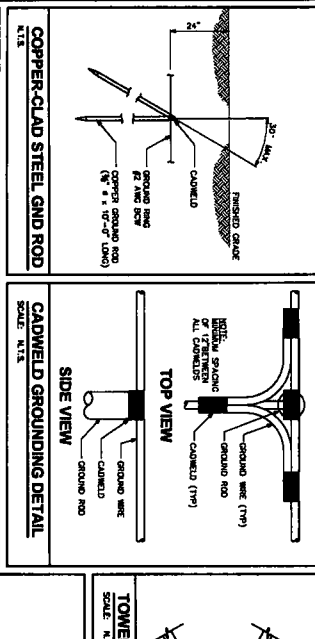 24"
30° MAX.
FINISHED GRADE
CADWELD
GROUND RING
#2 AWG BCW
COPPER GROUND ROD
(⅝" ø x 10'-0" LONG)
COPPER-CLAD STEEL GND ROD
N.T.S.
NOTE:
MINIMUM SPACING
OF 12"BETWEEN
ALL CADWELDS
GROUND WIRE (TYP)
GROUND ROD
CADWELD (TYP)
TOP VIEW
GROUND WIRE
CADWELD
GROUND ROD
SIDE VIEW
CADWELD GROUNDING DETAIL
SCALE: N.T.S.
TOWE
SCALE: N.